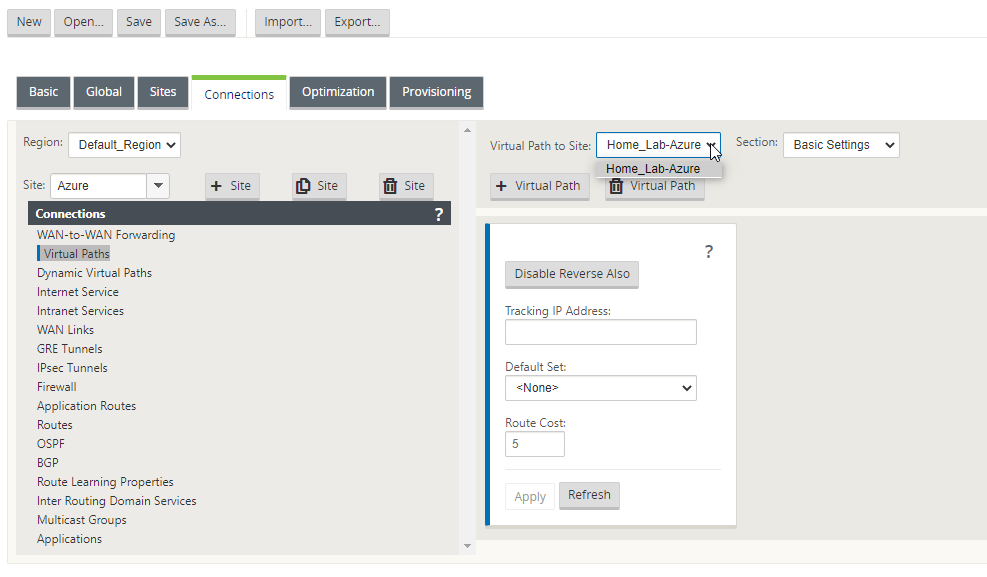 New Open... Save Save As... Import... Export...
Basic Global Sites Connections Optimization Provisioning
Region: Default_Region
Site: Azure + Site Site Site
Connections ?
WAN-to-WAN Forwarding
Virtual Paths
Dynamic Virtual Paths
Internet Service
Intranet Services
WAN Links
GRE Tunnels
IPsec Tunnels
Firewall
Application Routes
Routes
OSPF
BGP
Route Learning Properties
Inter Routing Domain Services
Multicast Groups
Applications
Virtual Path to Site: Home_Lab-Azure Section: Basic Settings
Home_Lab-Azure
+ Virtual Path Virtual Path
?
Disable Reverse Also
Tracking IP Address:
Default Set:
<None>
Route Cost:
5
Apply Refresh